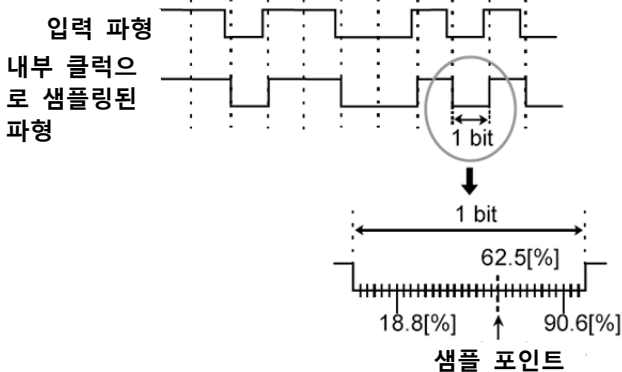 입력 파형
내부 클럭으
로 샘플링된
파형
1 bit
1 bit
62.5[%]
18.8[%]
90.6[%]
샘플 포인트